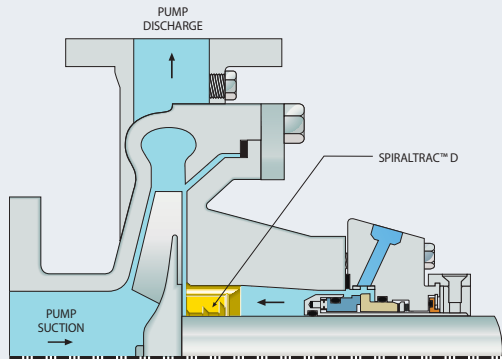 PUMP
DISCHARGE
SPIRALTRAC™ D
PUMP
SUCTION